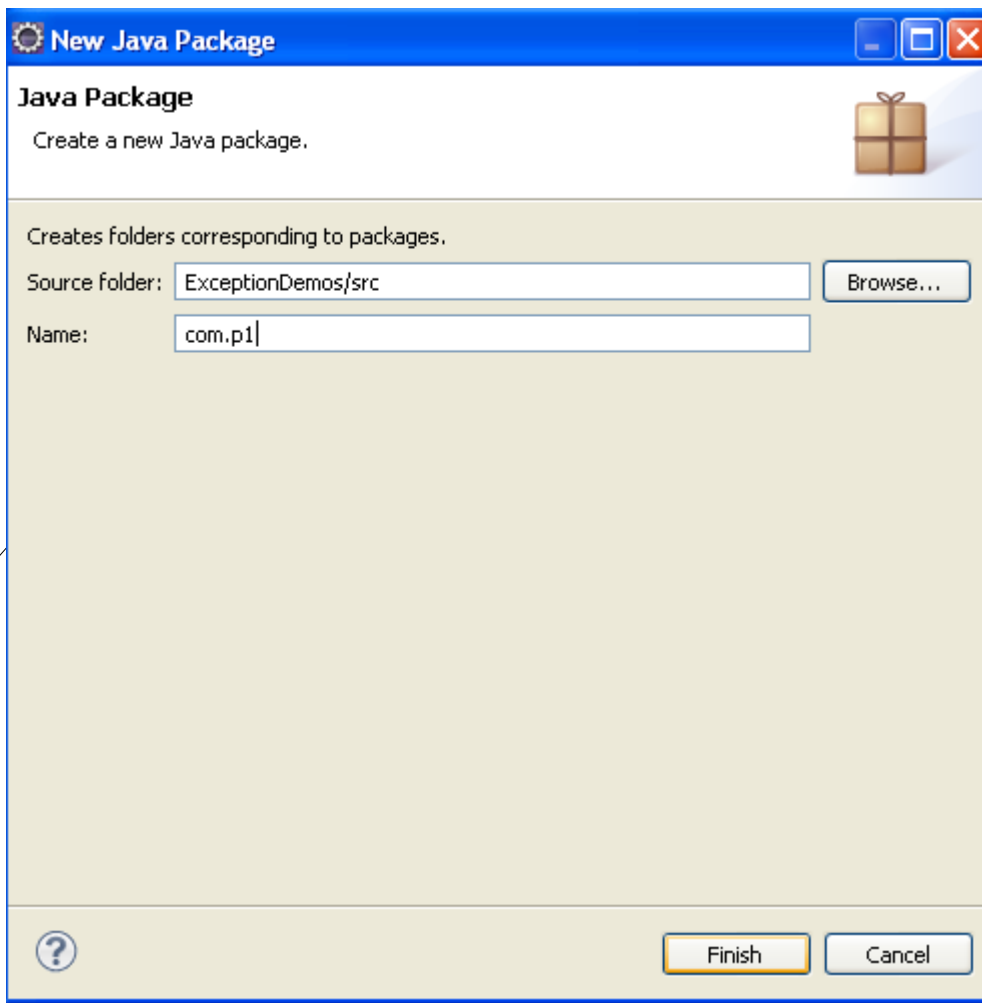 New Java Package
Java Package
Create a new Java package.
Creates folders corresponding to packages.
Source folder: ExceptionDemos/src Browse...
Name: com.p1
? Finish Cancel